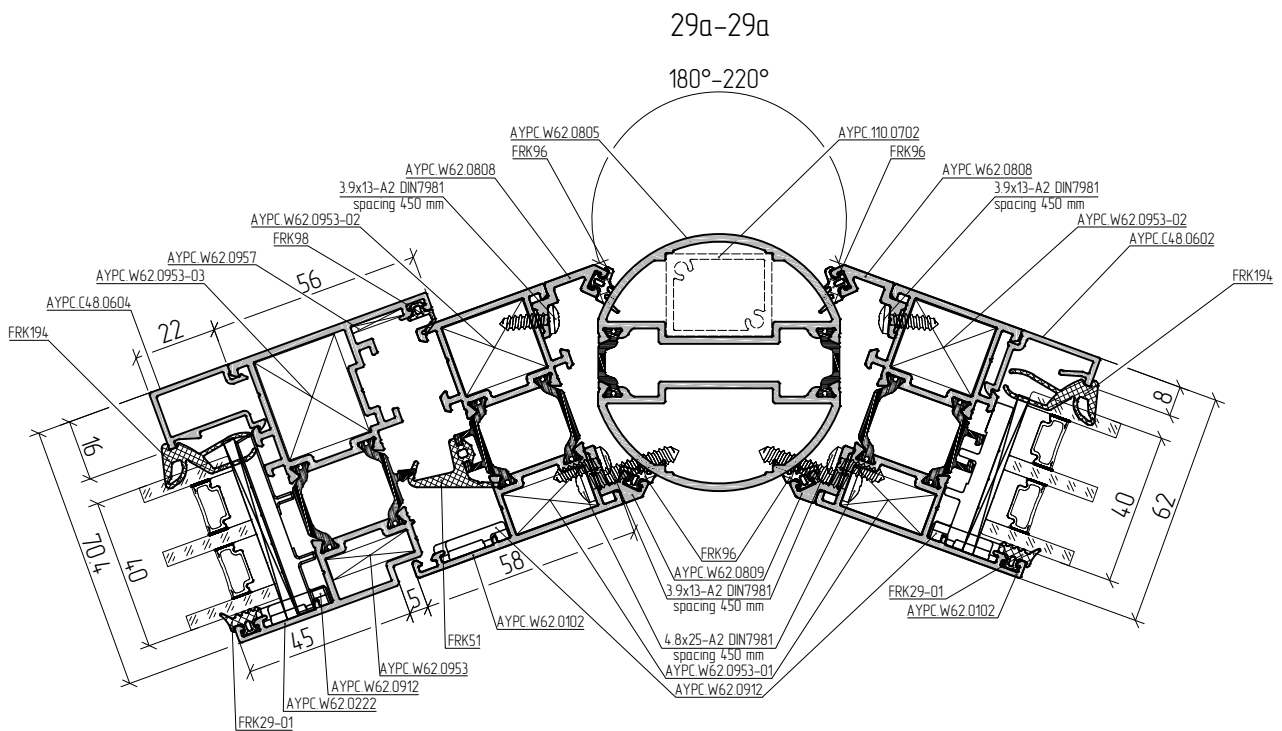 29a-29a
180°-220°
AYPC.W62.0805
AYPC.110.0702
FRK96
FRK96
AYPC.W62.0808
AYPC.W62.0808
3.9x13-A2 DIN7981
spacing 450 mm
3.9x13-A2 DIN7981
spacing 450 mm
AYPC.W62.0953-02
AYPC.W62.0953-02
FRK98
AYPC.C48.0602
AYPC.W62.0957
56
AYPC.W62.0953-03
FRK194
AYPC.C48.0604
22
FRK194
8
16
40
70.4
40
62
58
5
45
FRK96
AYPC.W62.0809
3.9x13-A2 DIN7981
spacing 450 mm
FRK29-01
AYPC.W62.0102
AYPC.W62.0102
FRK51
4.8x25-A2 DIN7981
spacing 450 mm
AYPC.W62.0953
AYPC.W62.0953-01
AYPC.W62.0912
AYPC.W62.0912
AYPC.W62.0222
FRK29-01